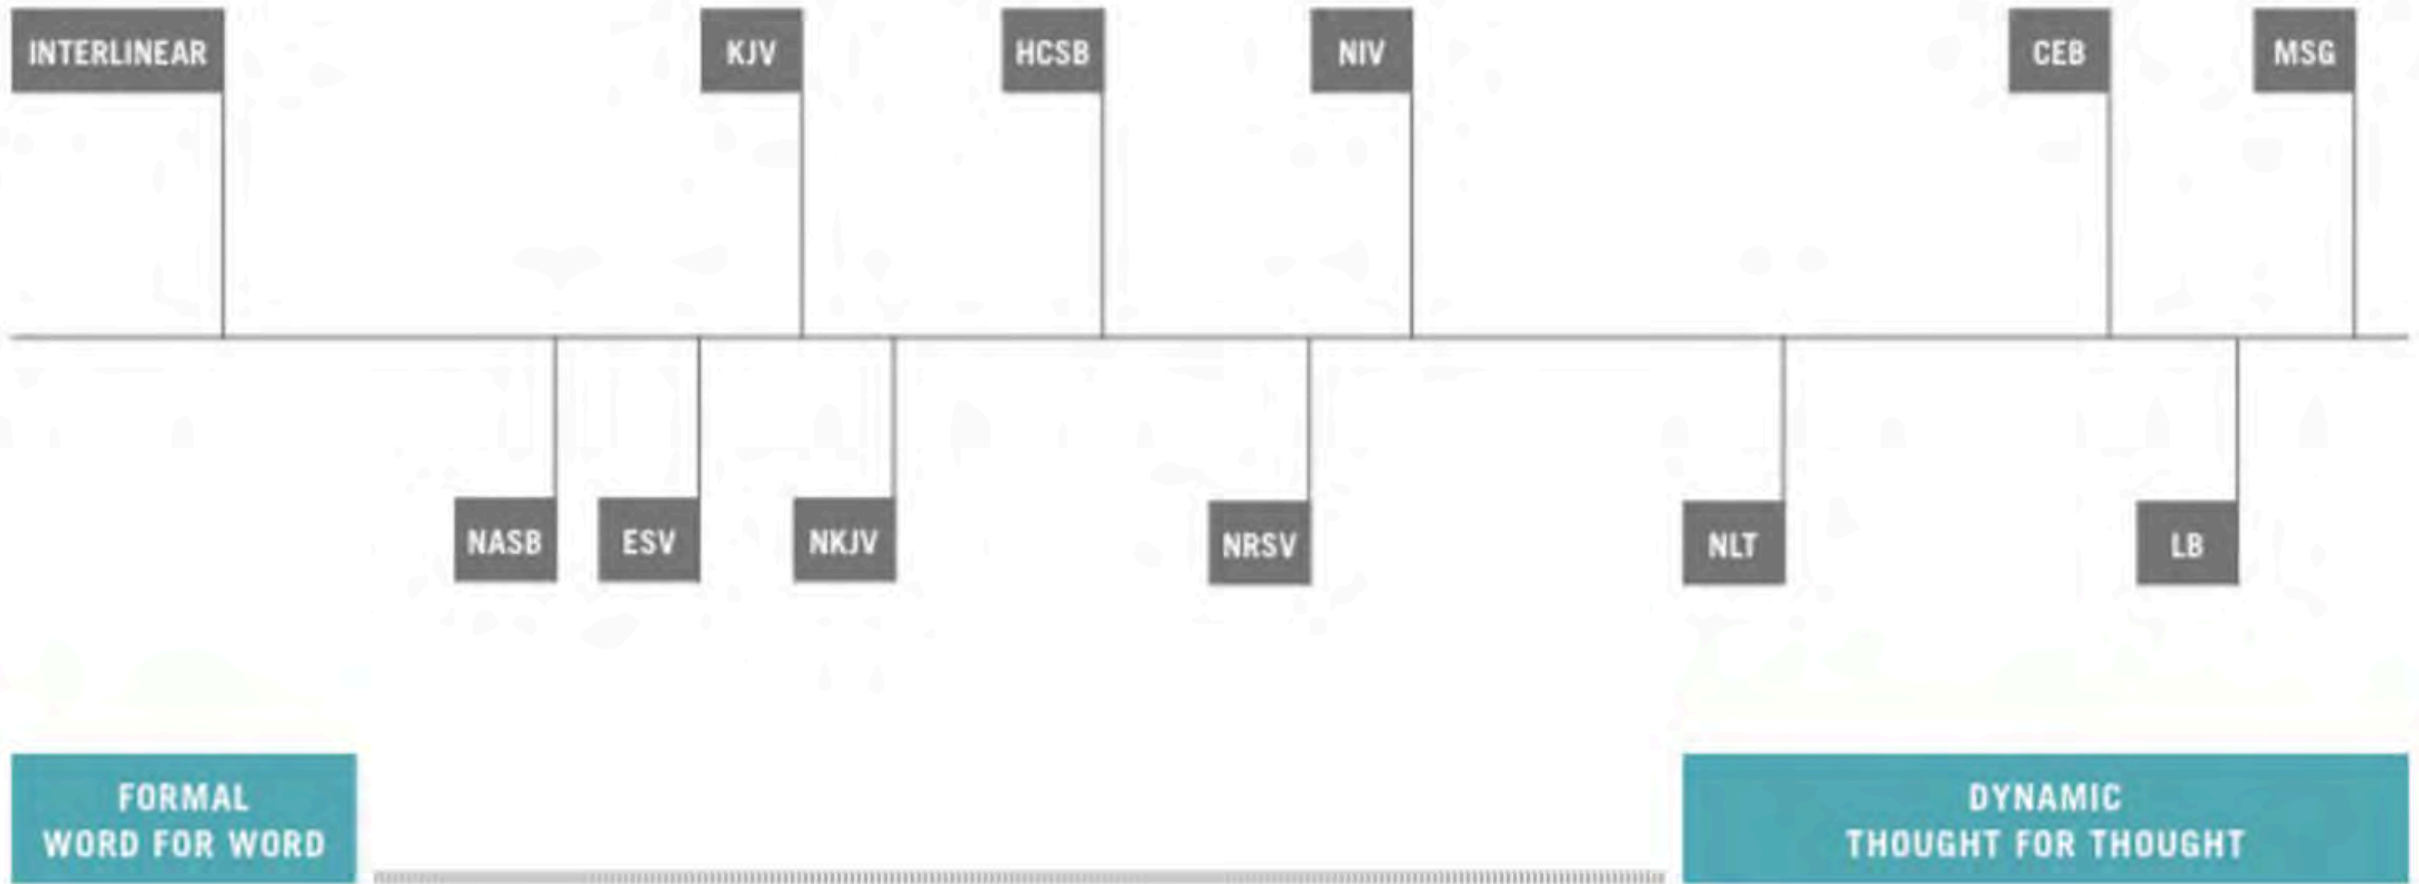 INTERLINEAR
KJV
HCSB
NIV
CEB
MSG
NASB
ESV
NKJV
NRSV
NLT
LB
FORMAL
WORD FOR WORD
DYNAMIC
THOUGHT FOR THOUGHT